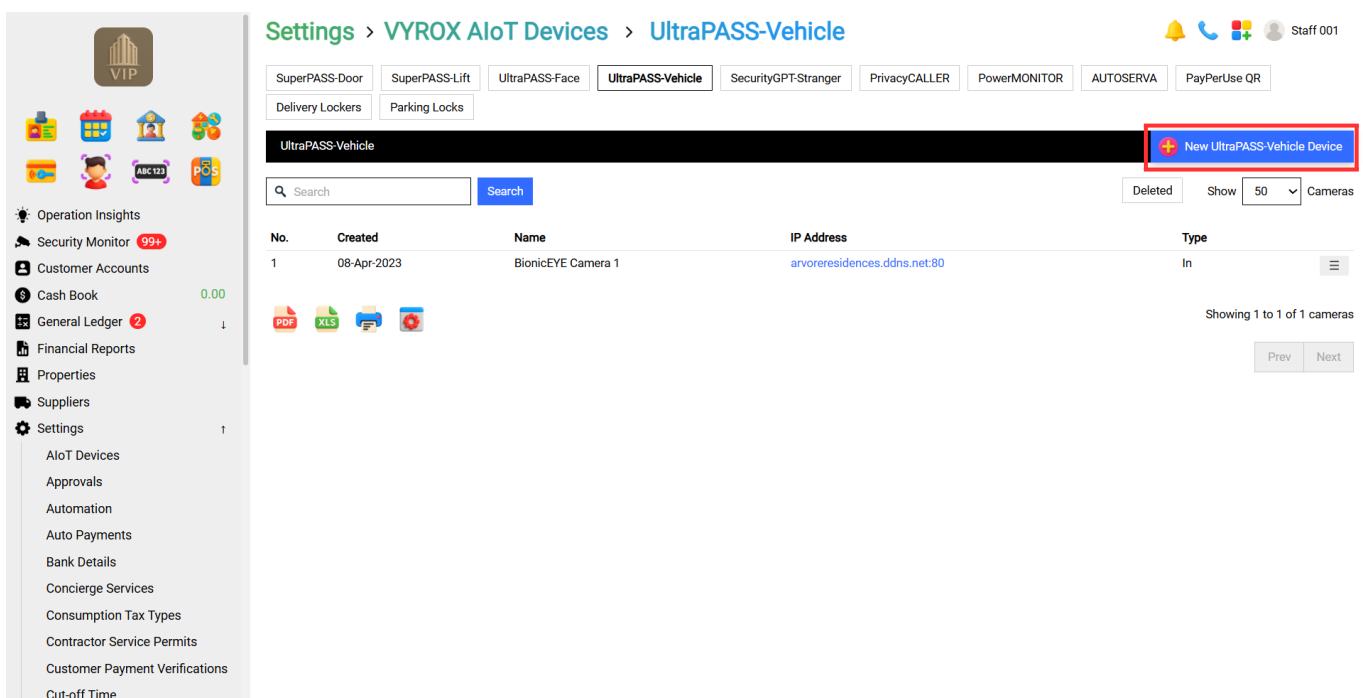 VIP
ABC 123
POS
Operation Insights
Security Monitor 99+
Customer Accounts
Cash Book 0.00
General Ledger 2 ↓
Financial Reports
Properties
Suppliers
Settings ↑
AIoT Devices
Approvals
Automation
Auto Payments
Bank Details
Concierge Services
Consumption Tax Types
Contractor Service Permits
Customer Payment Verifications
Cut-off Time
Settings › VYROX AIoT Devices › UltraPASS-Vehicle
Staff 001
SuperPASS-Door SuperPASS-Lift UltraPASS-Face UltraPASS-Vehicle SecurityGPT-Stranger PrivacyCALLER PowerMONITOR AUTOSERVA PayPerUse QR
Delivery Lockers Parking Locks
UltraPASS-Vehicle New UltraPASS-Vehicle Device
Search Search Deleted Show 50 Cameras
No. Created Name IP Address Type
1 08-Apr-2023 BionicEYE Camera 1 arvoreresidences.ddns.net:80 In
PDF XLS
Showing 1 to 1 of 1 cameras
Prev Next